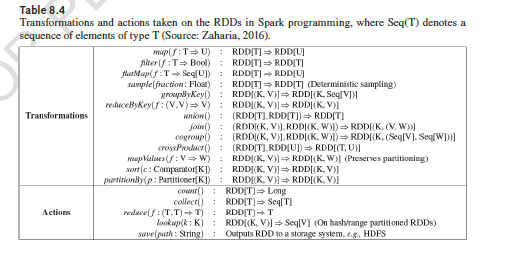 Table 8.4
Transformations and actions taken on the RDDs in Spark programming, where Seq(T) denotes a
sequence of elements of type T (Source: Zaharia, 2016).
Transformations
map(f : T ⇒ U) : RDD[T] ⇒ RDD[U]
filter(f : T ⇒ Bool) : RDD[T] ⇒ RDD[T]
flatMap(f : T ⇒ Seq[U]) : RDD[T] ⇒ RDD[U]
sample(fraction : Float) : RDD[T] ⇒ RDD[T] (Deterministic sampling)
groupByKey() : RDD[(K, V)] ⇒ RDD[(K, Seq[V])]
reduceByKey(f : (V,V) ⇒ V) : RDD[(K, V)] ⇒ RDD[(K, V)]
union() : (RDD[T],RDD[T]) ⇒ RDD[T]
join() : (RDD[(K, V)],RDD[(K, W)]) ⇒ RDD[(K, (V, W))]
cogroup() : (RDD[(K, V)],RDD[(K, W)]) ⇒ RDD[(K, (Seq[V], Seq[W]))]
crossProduct() : (RDD[T],RDD[U]) ⇒ RDD[(T, U)]
mapValues(f : V ⇒ W) : RDD[(K, V)] ⇒ RDD[(K, W)] (Preserves partitioning)
sort(c : Comparator[K]) : RDD[(K, V)] ⇒ RDD[(K, V)]
partitionBy(p : Partitioner[K]) : RDD[(K, V)] ⇒ RDD[(K, V)]
Actions
count() : RDD[T] ⇒ Long
collect() : RDD[T] ⇒ Seq[T]
reduce(f : (T,T) ⇒ T) : RDD[T] ⇒ T
lookup(k : K) : RDD[(K, V)] ⇒ Seq[V] (On hash/range partitioned RDDs)
save(path : String) : Outputs RDD to a storage system, e.g., HDFS